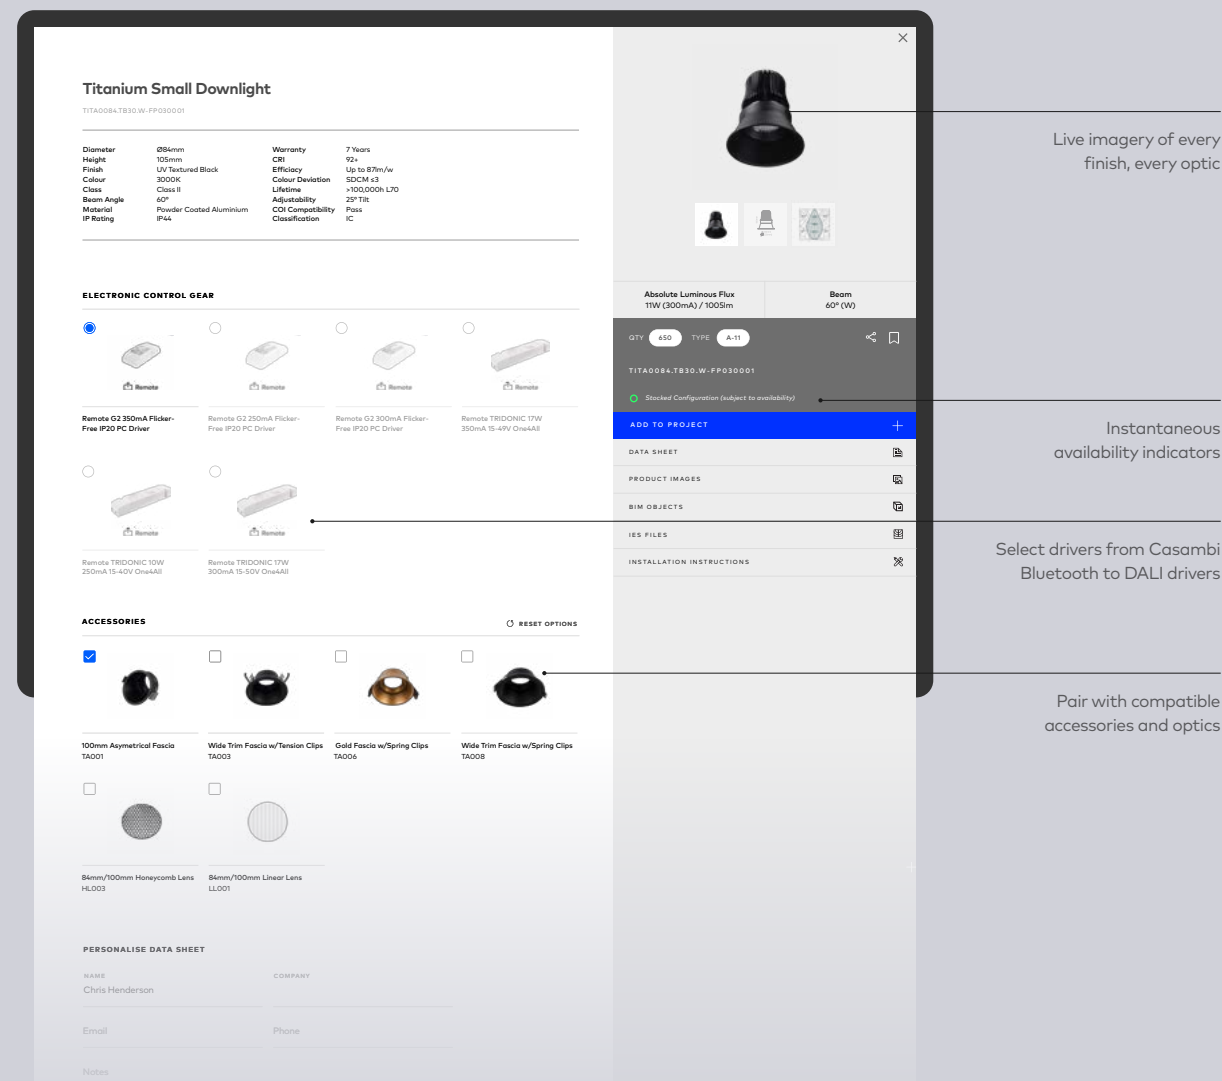 Titanium Small Downlight
TITA0084.TB30.W-FP030001
Diameter Ø84mm
Height 105mm
Finish UV Textured Black
Colour 3000K
Class Class II
Beam Angle 60°
Material Powder Coated Aluminium
IP Rating IP44
Warranty 7 Years
CRI 92+
Efficiacy Up to 87lm/w
Colour Deviation SDCM ≤3
Lifetime >100,000h L70
Adjustability 25° Tilt
COI Compatibility Pass
Classification IC
ELECTRONIC CONTROL GEAR
Remote
Remote
Remote
Remote
Remote G2 350mA Flicker-
Free IP20 PC Driver
Remote G2 250mA Flicker-
Free IP20 PC Driver
Remote G2 300mA Flicker-
Free IP20 PC Driver
Remote TRIDONIC 17W
350mA 15-49V One4All
Remote
Remote
Remote TRIDONIC 10W
250mA 15-40V One4All
Remote TRIDONIC 17W
300mA 15-50V One4All
ACCESSORIES
RESET OPTIONS
100mm Asymetrical Fascia
TA001
Wide Trim Fascia w/Tension Clips
TA003
Gold Fascia w/Spring Clips
TA006
Wide Trim Fascia w/Spring Clips
TA008
84mm/100mm Honeycomb Lens
HL003
84mm/100mm Linear Lens
LL001
PERSONALISE DATA SHEET
NAME
Chris Henderson
COMPANY
Email
Phone
Notes
Absolute Luminous Flux
11W (300mA) / 1005lm
Beam
60° (W)
QTY 650 TYPE A-11
TITA0084.TB30.W-FP030001
Stocked Configuration (subject to availability)
ADD TO PROJECT
DATA SHEET
PRODUCT IMAGES
BIM OBJECTS
IES FILES
INSTALLATION INSTRUCTIONS
Live imagery of every
finish, every optic
Instantaneous
availability indicators
Select drivers from Casambi
Bluetooth to DALI drivers
Pair with compatible
accessories and optics